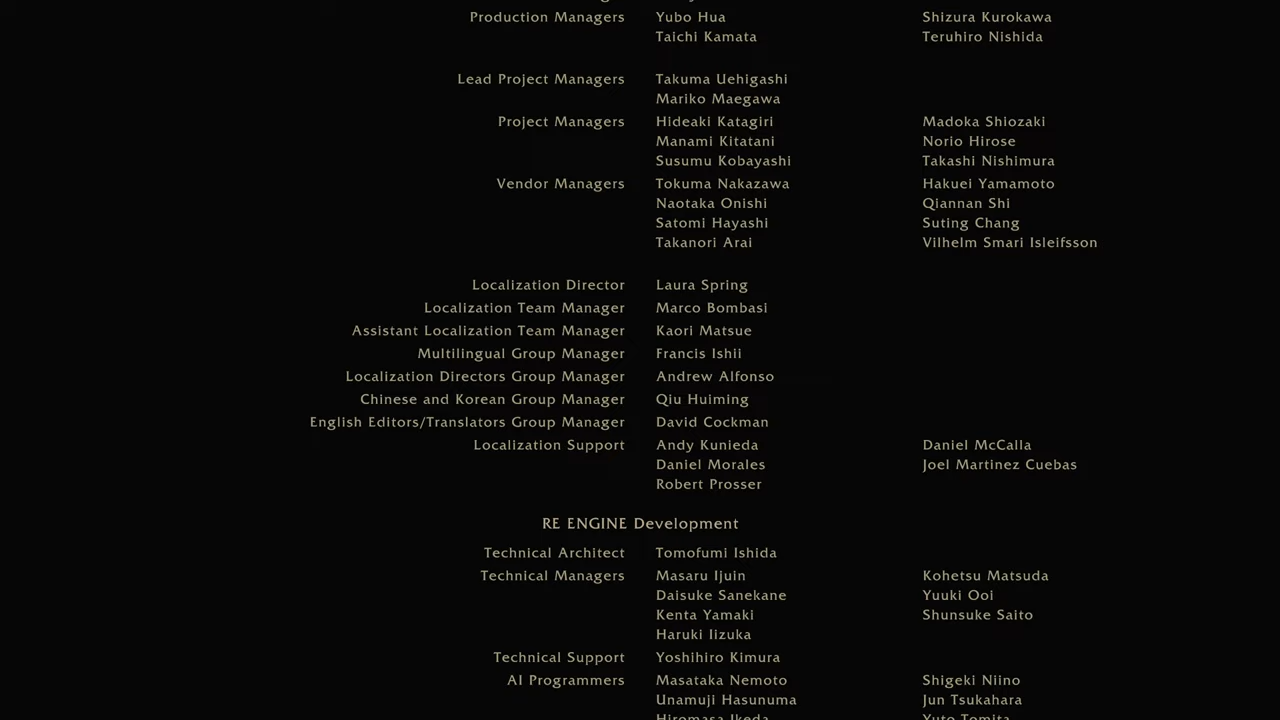 Production Managers Yubo Hua Shizura Kurokawa
Taichi Kamata Teruhiro Nishida
Lead Project Managers Takuma Uehigashi
Mariko Maegawa
Project Managers Hideaki Katagiri Madoka Shiozaki
Manami Kitatani Norio Hirose
Susumu Kobayashi Takashi Nishimura
Vendor Managers Tokuma Nakazawa Hakuei Yamamoto
Naotaka Onishi Qiannan Shi
Satomi Hayashi Suting Chang
Takanori Arai Vilhelm Smari Isleifsson
Localization Director Laura Spring
Localization Team Manager Marco Bombasi
Assistant Localization Team Manager Kaori Matsue
Multilingual Group Manager Francis Ishii
Localization Directors Group Manager Andrew Alfonso
Chinese and Korean Group Manager Qiu Huiming
English Editors/Translators Group Manager David Cockman
Localization Support Andy Kunieda Daniel McCalla
Daniel Morales Joel Martinez Cuebas
Robert Prosser
RE ENGINE Development
Technical Architect Tomofumi Ishida
Technical Managers Masaru Ijuin Kohetsu Matsuda
Daisuke Sanekane Yuuki Ooi
Kenta Yamaki Shunsuke Saito
Haruki Iizuka
Technical Support Yoshihiro Kimura
AI Programmers Masataka Nemoto Shigeki Niino
Unamuji Hasunuma Jun Tsukahara
Hiromasa Ikeda Yuto Tomita